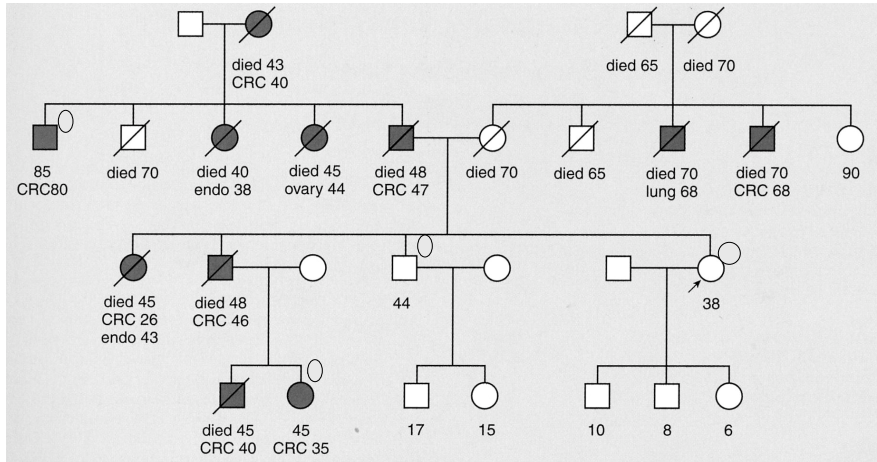 died 43
CRC 40
died 65
died 70
85
CRC80
died 70
died 40
endo 38
died 45
ovary 44
died 48
CRC 47
died 70
died 65
died 70
lung 68
died 70
CRC 68
90
died 45
CRC 26
endo 43
died 48
CRC 46
44
38
died 45
CRC 40
45
CRC 35
17
15
10
8
6